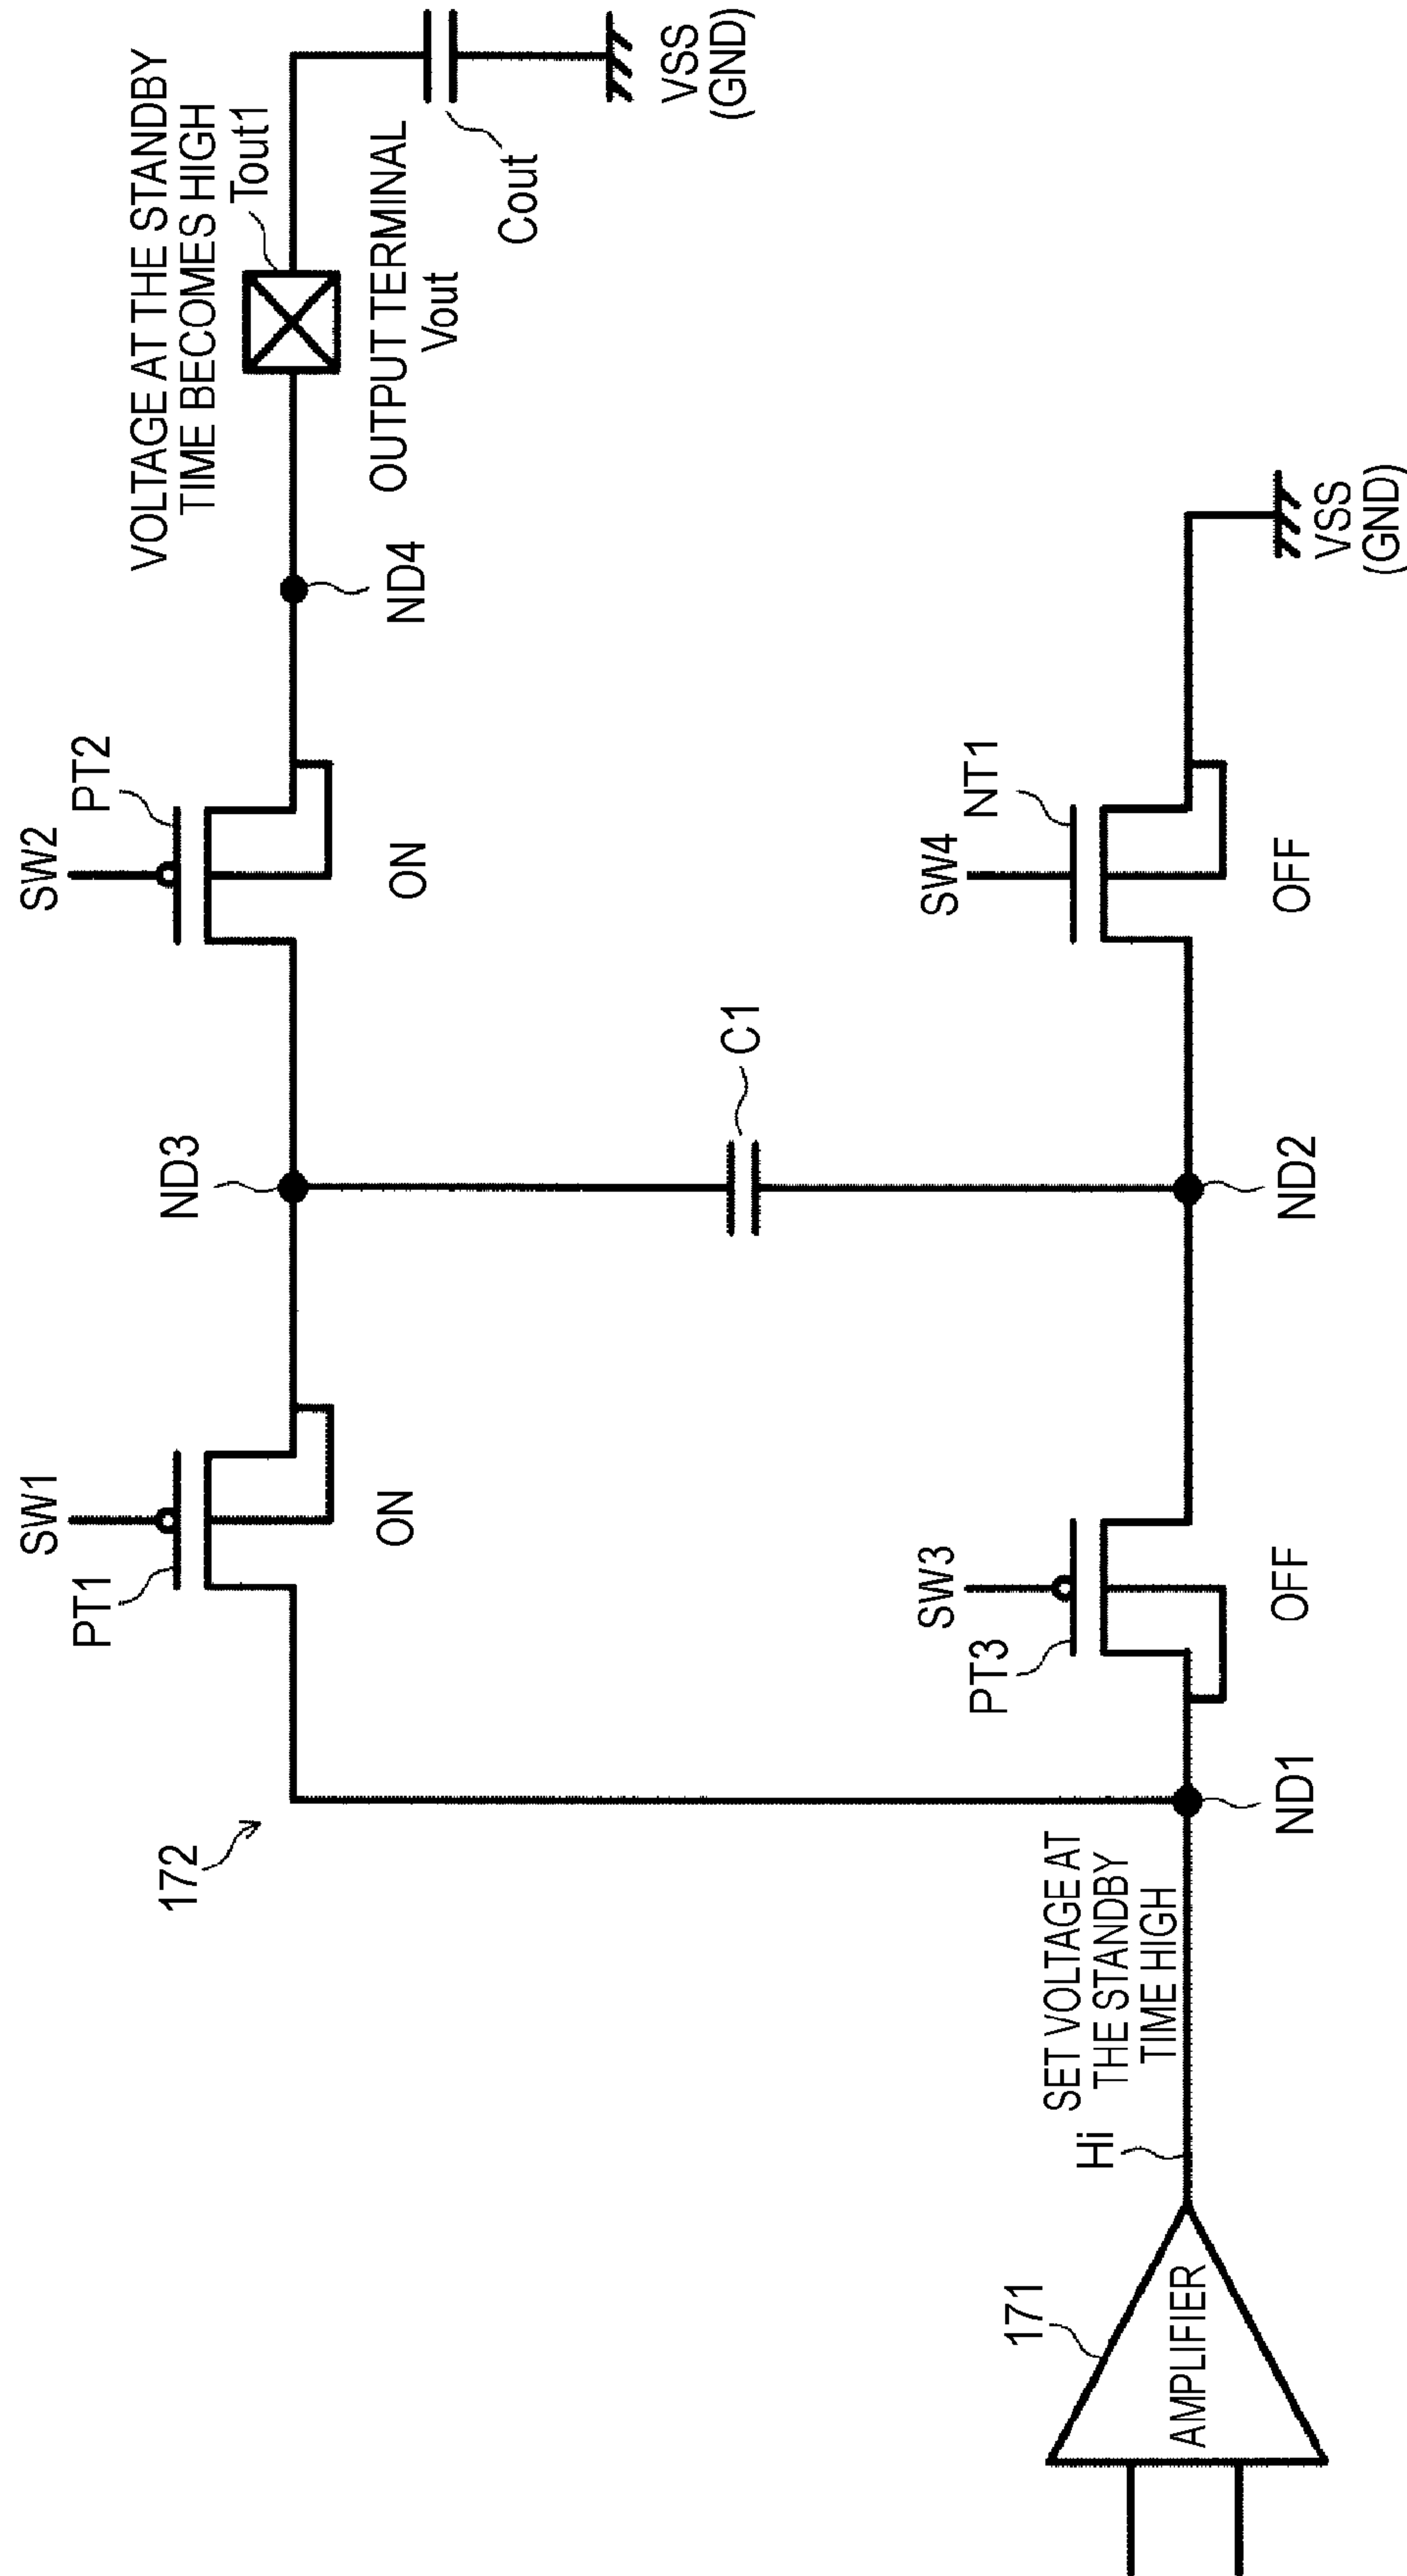 VOLTAGE AT THE STANDBY
TIME BECOMES HIGH
Tout1
OUTPUT TERMINAL
Vout
Cout
VSS
(GND)
SW1
PT1
ON
SW2
PT2
ON
ND3
ND4
172
C1
SW3
PT3
OFF
SW4
NT1
OFF
VSS
(GND)
ND1
ND2
SET VOLTAGE AT
THE STANDBY
TIME HIGH
Hi
171
AMPLIFIER